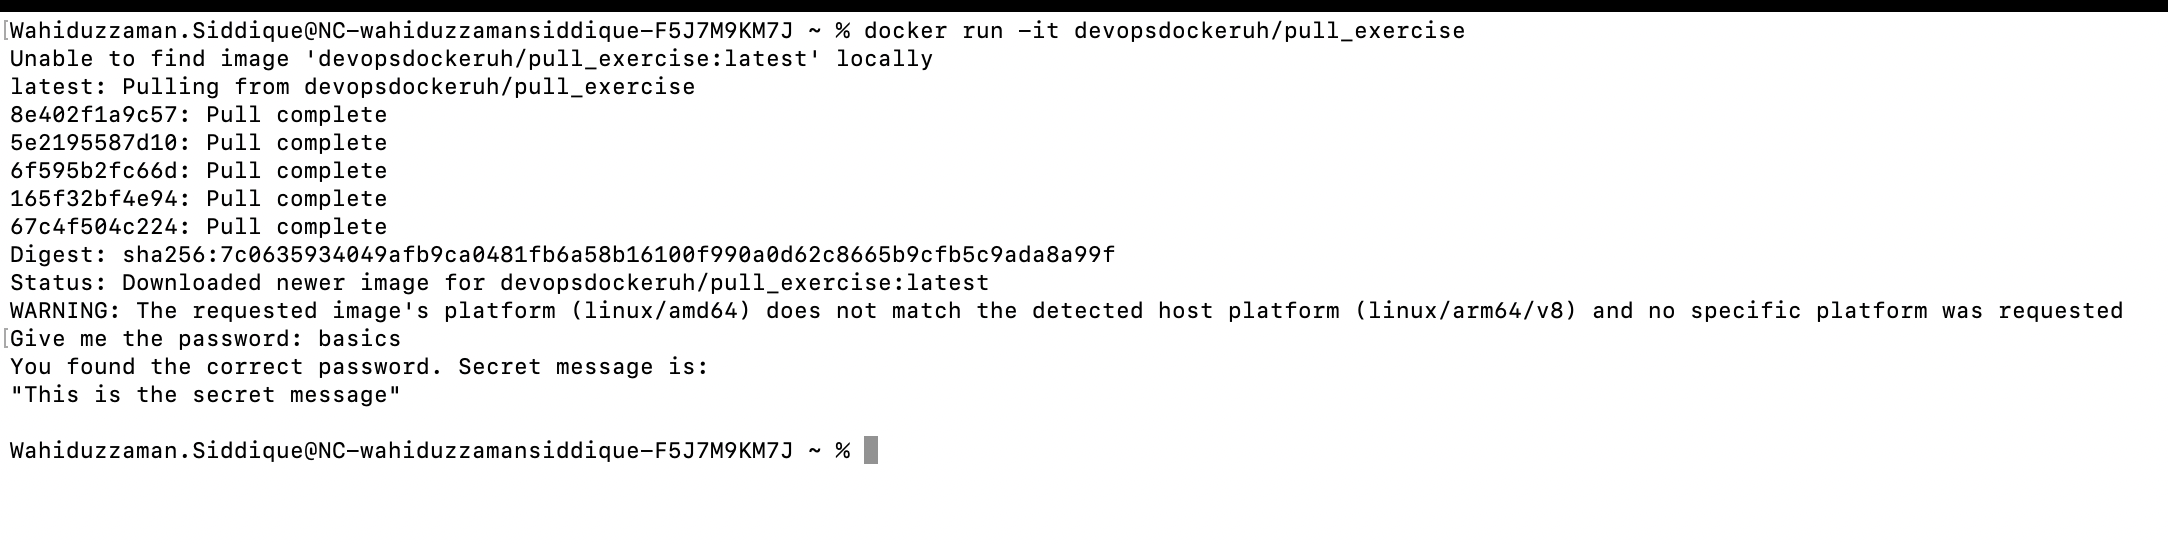 Wahiduzzaman.Siddique@NC-wahiduzzamansiddique-F5J7M9KM7J ~ % docker run -it devopsdockeruh/pull_exercise
Unable to find image 'devopsdockeruh/pull_exercise:latest' locally
latest: Pulling from devopsdockeruh/pull_exercise
8e402f1a9c57: Pull complete
5e2195587d10: Pull complete
6f595b2fc66d: Pull complete
165f32bf4e94: Pull complete
67c4f504c224: Pull complete
Digest: sha256:7c0635934049afb9ca0481fb6a58b16100f990a0d62c8665b9cfb5c9ada8a99f
Status: Downloaded newer image for devopsdockeruh/pull_exercise:latest
WARNING: The requested image's platform (linux/amd64) does not match the detected host platform (linux/arm64/v8) and no specific platform was requested
Give me the password: basics
You found the correct password. Secret message is:
"This is the secret message"
Wahiduzzaman.Siddique@NC-wahiduzzamansiddique-F5J7M9KM7J ~ %